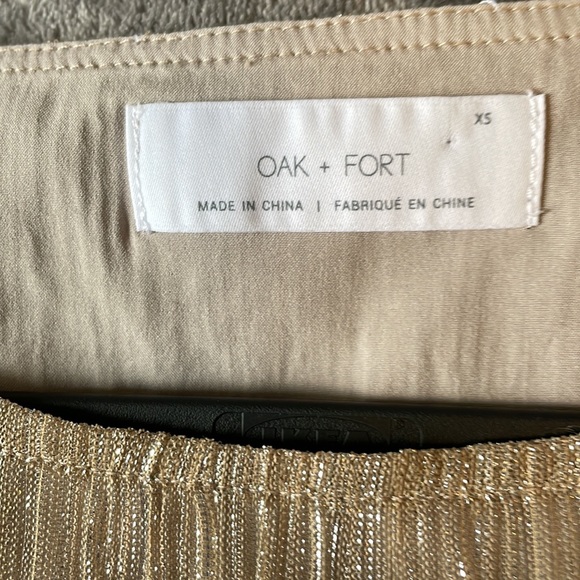 XS
OAK + FORT
MADE IN CHINA | FABRIQUÉ EN CHINE